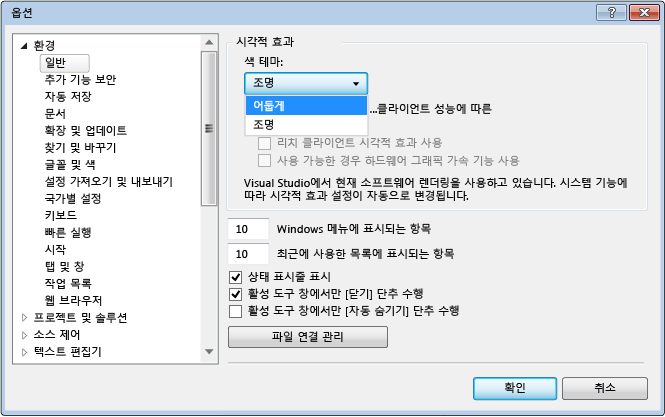 옵션
환경
일반
추가 기능 보안
자동 저장
문서
확장 및 업데이트
찾기 및 바꾸기
글꼴 및 색
설정 가져오기 및 내보내기
국가별 설정
키보드
빠른 실행
시작
탭 및 창
작업 목록
웹 브라우저
프로젝트 및 솔루션
소스 제어
텍스트 편집기
시각적 효과
색 테마:
조명
어둡게
조명
...클라이언트 성능에 따른
리치 클라이언트 시각적 효과 사용
사용 가능한 경우 하드웨어 그래픽 가속 기능 사용
Visual Studio에서 현재 소프트웨어 렌더링을 사용하고 있습니다. 시스템 기능에
따라 시각적 효과 설정이 자동으로 변경됩니다.
10 Windows 메뉴에 표시되는 항목
10 최근에 사용한 목록에 표시되는 항목
상태 표시줄 표시
활성 도구 창에서만 [닫기] 단추 수행
활성 도구 창에서만 [자동 숨기기] 단추 수행
파일 연결 관리
확인
취소